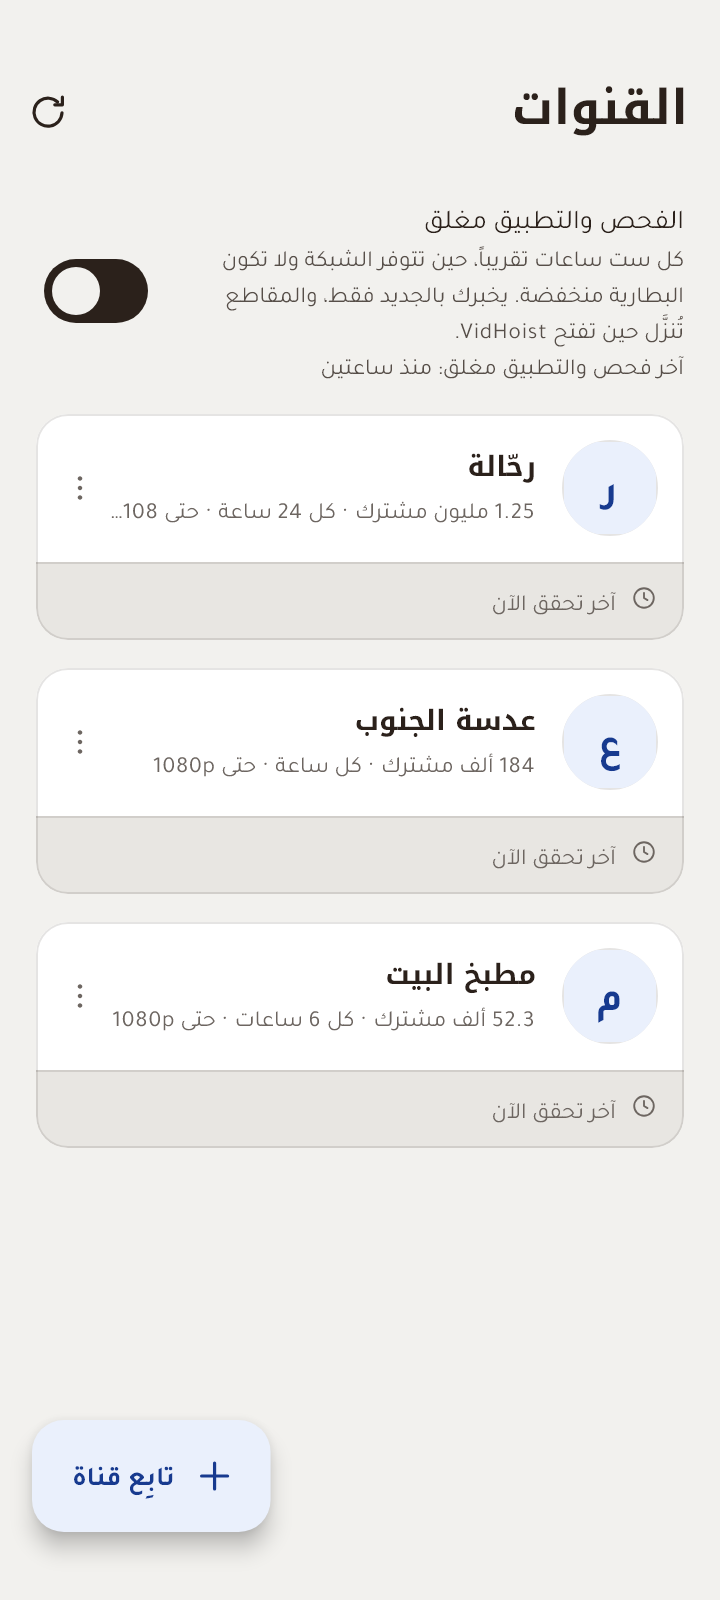 القنوات
الفحص والتطبيق مغلق
كل ست ساعات تقريباً، حين تتوفر الشبكة ولا تكون
البطارية منخفضة. يخبرك بالجديد فقط، والمقاطع
تُنزَّل حين تفتح VidHoist.
آخر فحص والتطبيق مغلق: منذ ساعتين
ر
رحّالة
1.25 مليون مشترك · كل 24 ساعة · حتى 108…
آخر تحقق الآن
ع
عدسة الجنوب
184 ألف مشترك · كل ساعة · حتى 1080p
آخر تحقق الآن
م
مطبخ البيت
52.3 ألف مشترك · كل 6 ساعات · حتى 1080p
آخر تحقق الآن
تابِع قناة